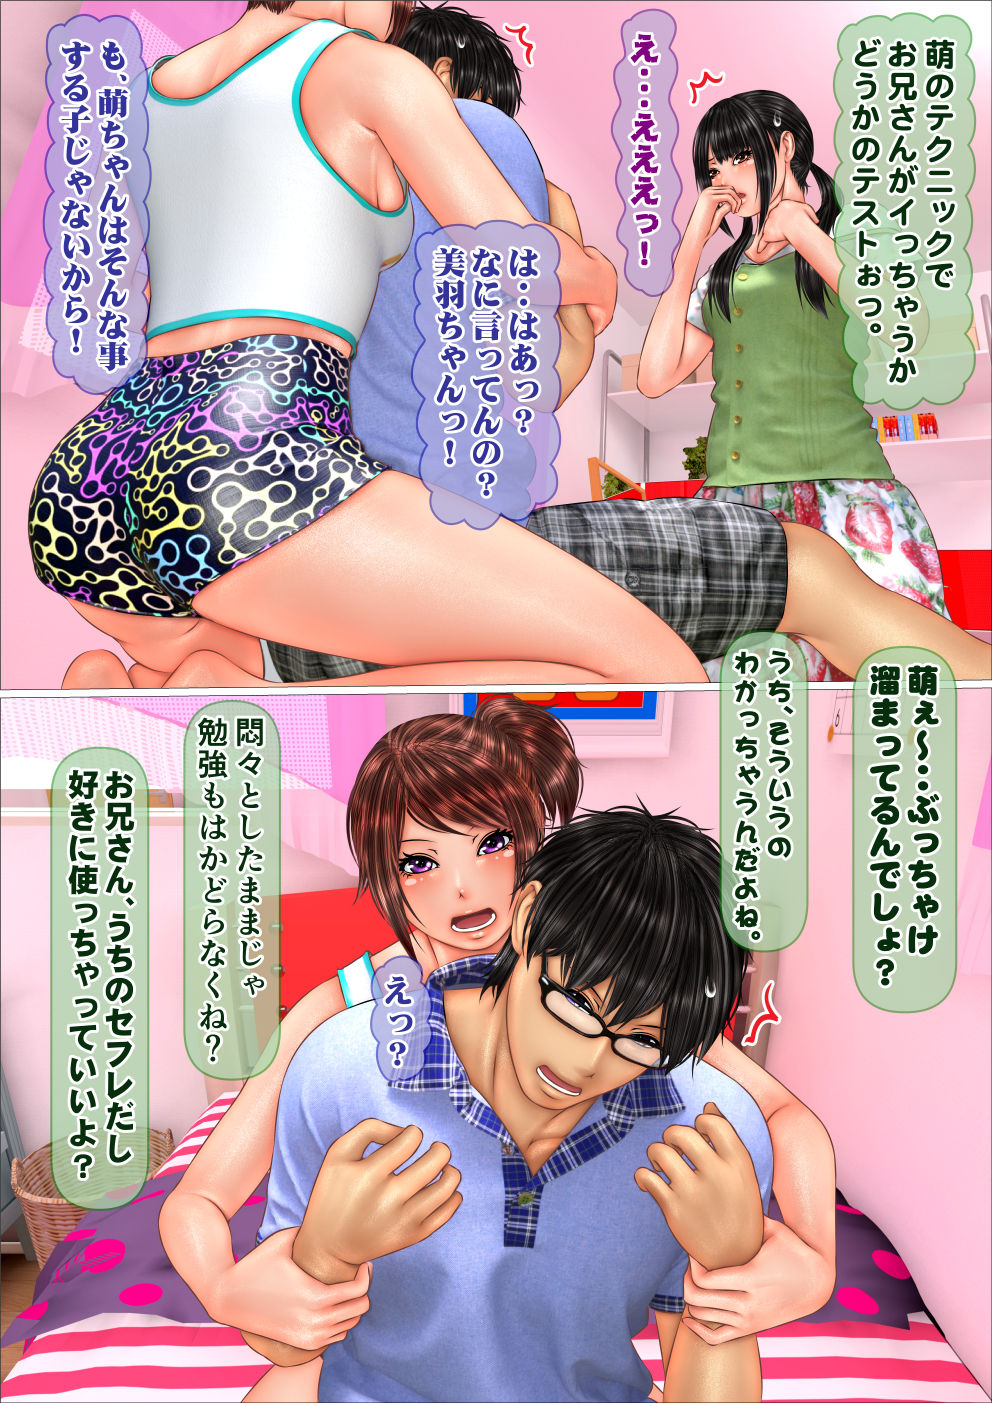 萌のテクニックで
お兄さんがイっちゃうか
どうかのテストぉっ。
え‥‥えええっ！
は‥はあっ？
なに言ってんの？
美羽ちゃんっ！
も、萌ちゃんはそんな事
する子じゃないから！
萌ぇ～‥ぶっちゃけ
溜まってるんでしょ？
うち、そういうの
わかっちゃうんだよね。
えっ？
悶々としたままじゃ
勉強もはかどらなくね？
お兄さん、うちのセフレだし
好きに使っちゃっていいよ？
6